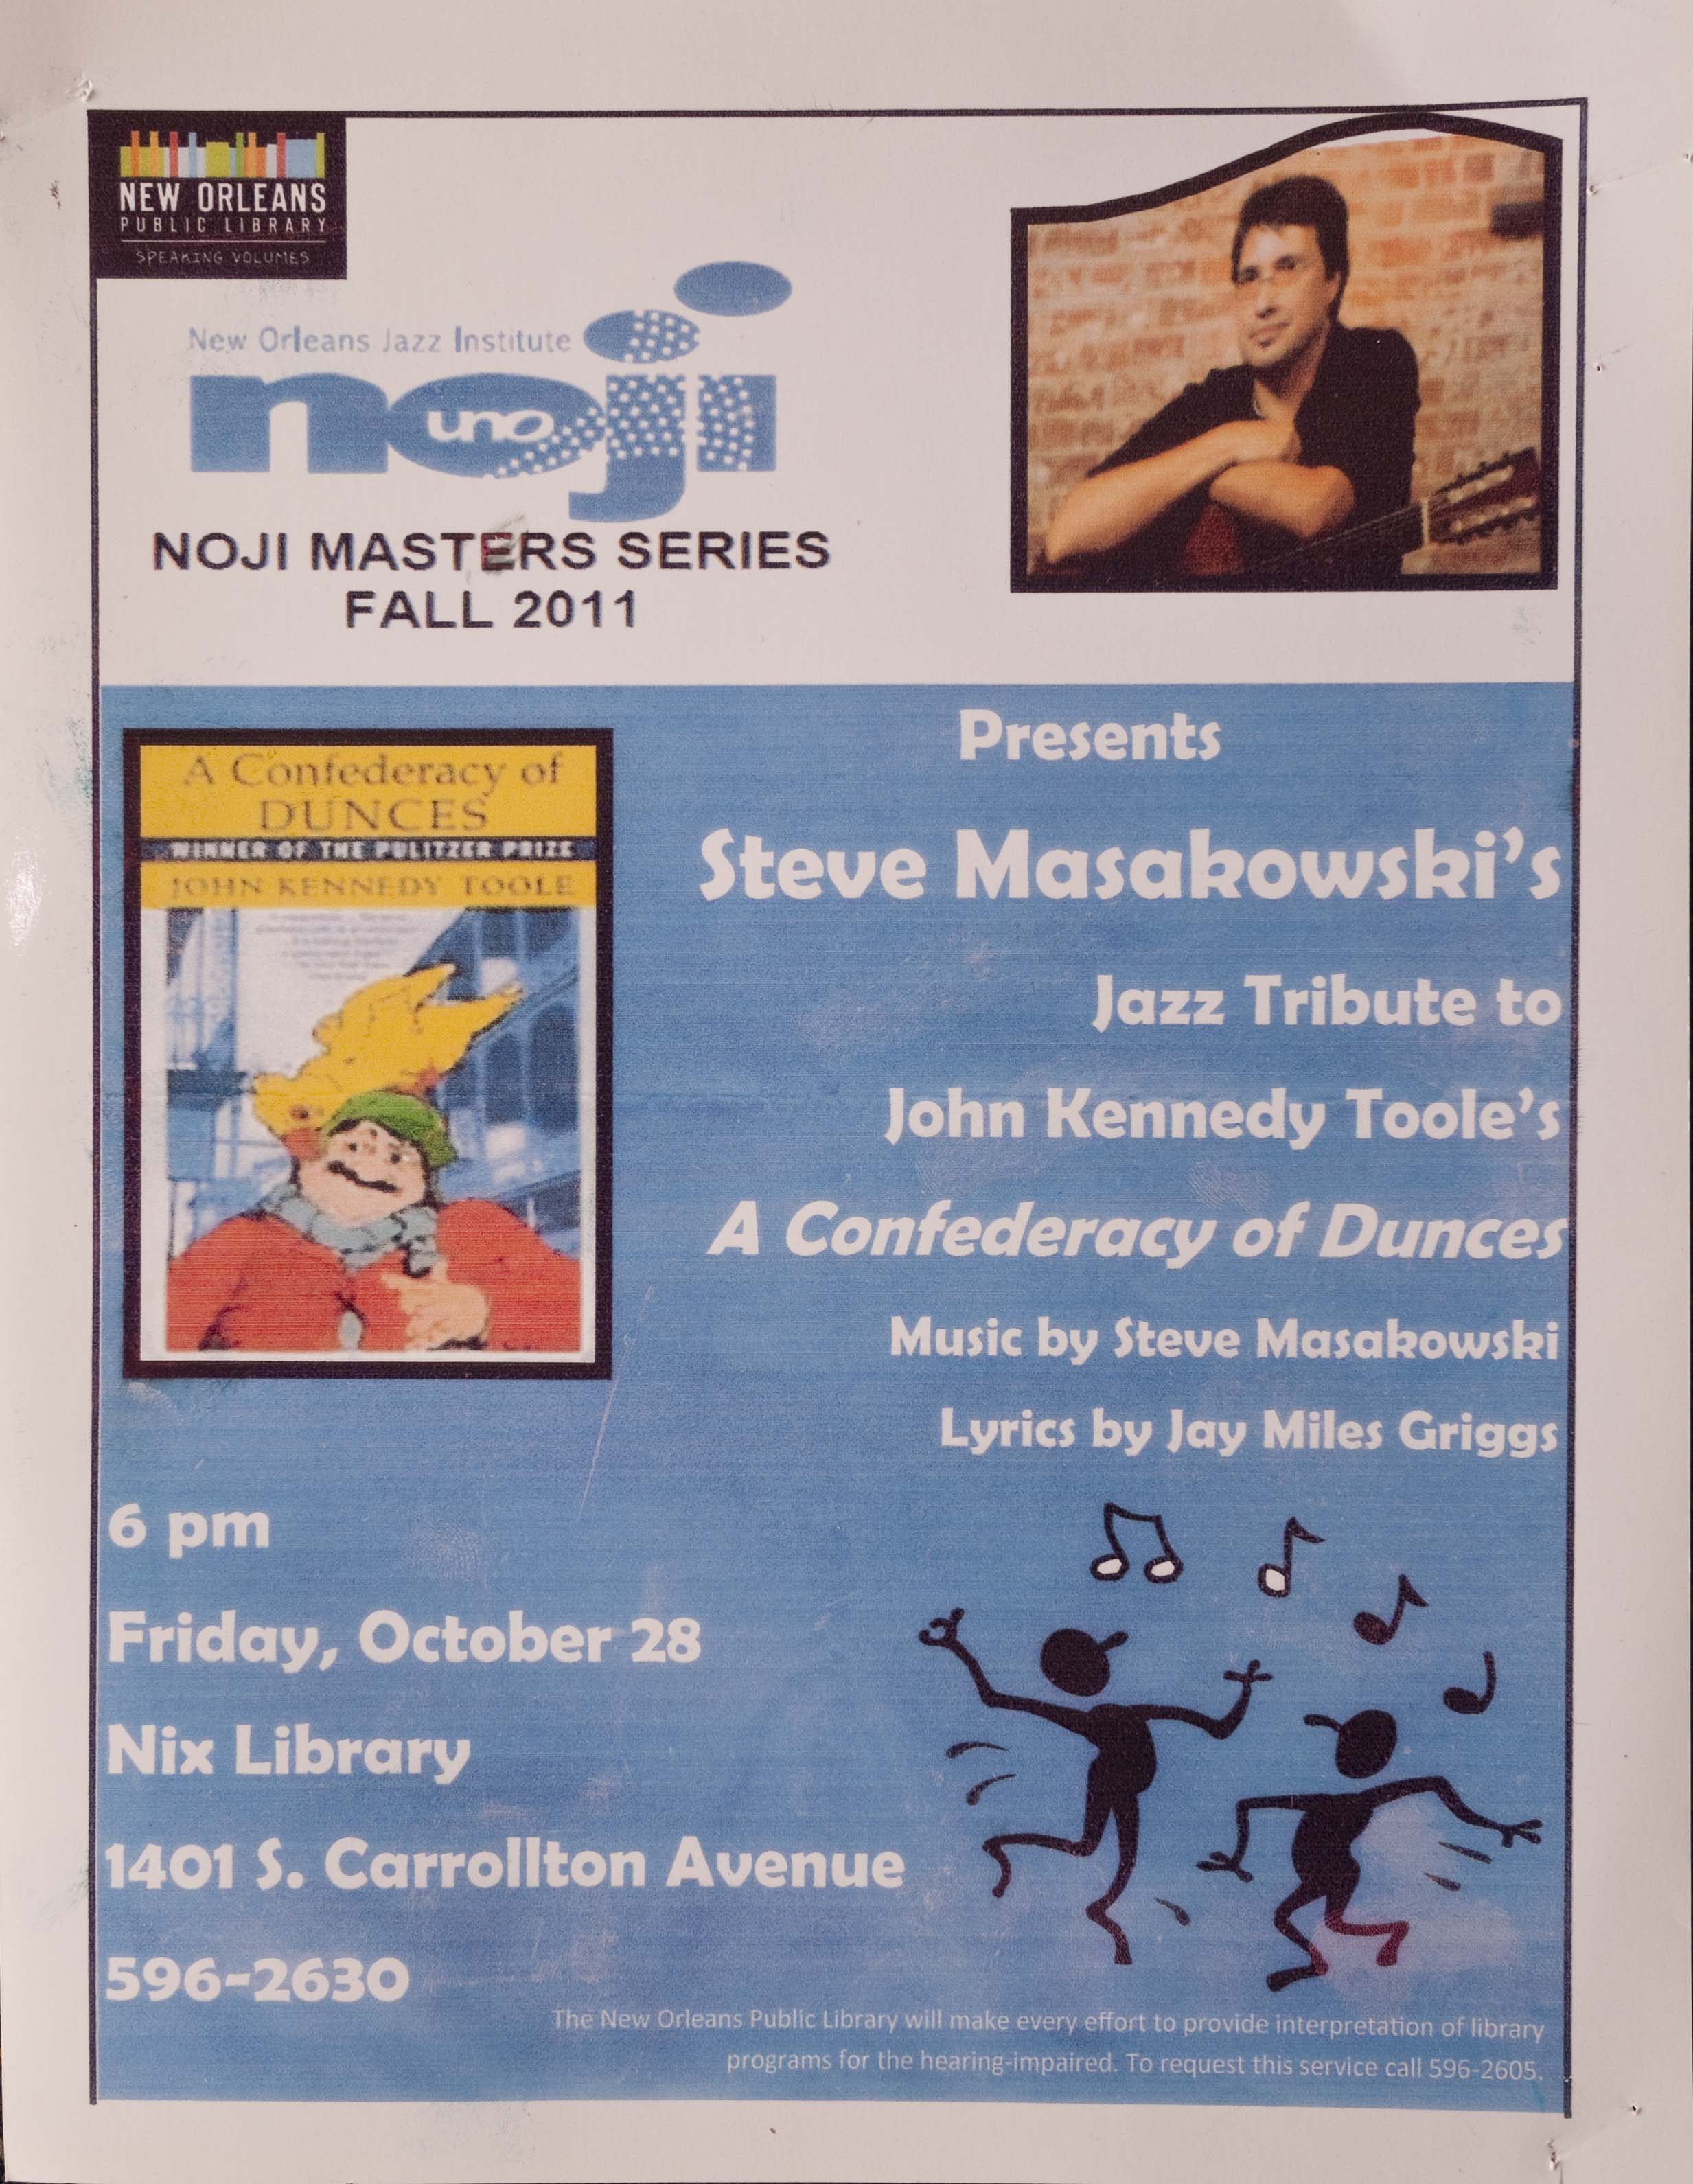 NEW ORLEANS
PUBLIC LIBRARY
SPEAKING VOLUMES
New Orleans Jazz Institute
noji
uno
NOJI MASTERS SERIES
FALL 2011
A Confederacy of
DUNCES
WINNER OF THE PULITZER PRIZE
JOHN KENNEDY TOOLE
Presents
Steve Masakowski's
Jazz Tribute to
John Kennedy Toole's
A Confederacy of Dunces
Music by Steve Masakowski
Lyrics by Jay Miles Griggs
6 pm
Friday, October 28
Nix Library
1401 S. Carrollton Avenue
596-2630
The New Orleans Public Library will make every effort to provide interpretation of library
programs for the hearing-impaired. To request this service call 596-2605.